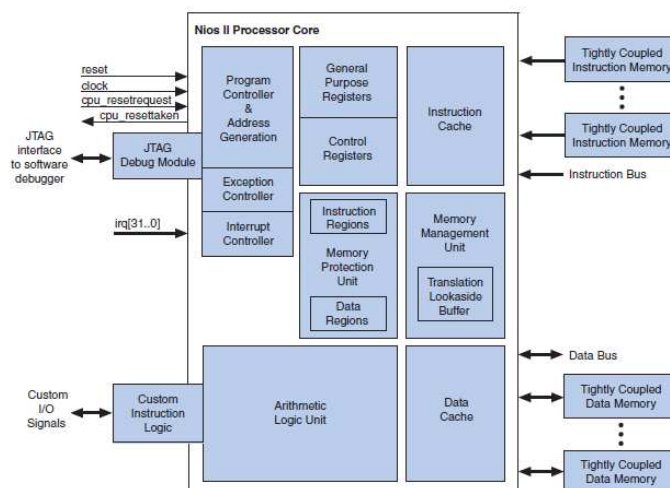 Nios II Processor Core
reset
clock
cpu_resetrequest
cpu_resettaken
JTAG
interface
to software
debugger
JTAG
Debug Module
irq[31..0]
Program
Controller
&
Address
Generation
Exception
Controller
Interrupt
Controller
General
Purpose
Registers
Control
Registers
Instruction
Cache
Instruction
Regions
Memory
Protection
Unit
Data
Regions
Memory
Management
Unit
Translation
Lookaside
Buffer
Custom
I/O
Signals
Custom
Instruction
Logic
Arithmetic
Logic Unit
Data
Cache
Tightly Coupled
Instruction Memory
Tightly Coupled
Instruction Memory
Instruction Bus
Data Bus
Tightly Coupled
Data Memory
Tightly Coupled
Data Memory